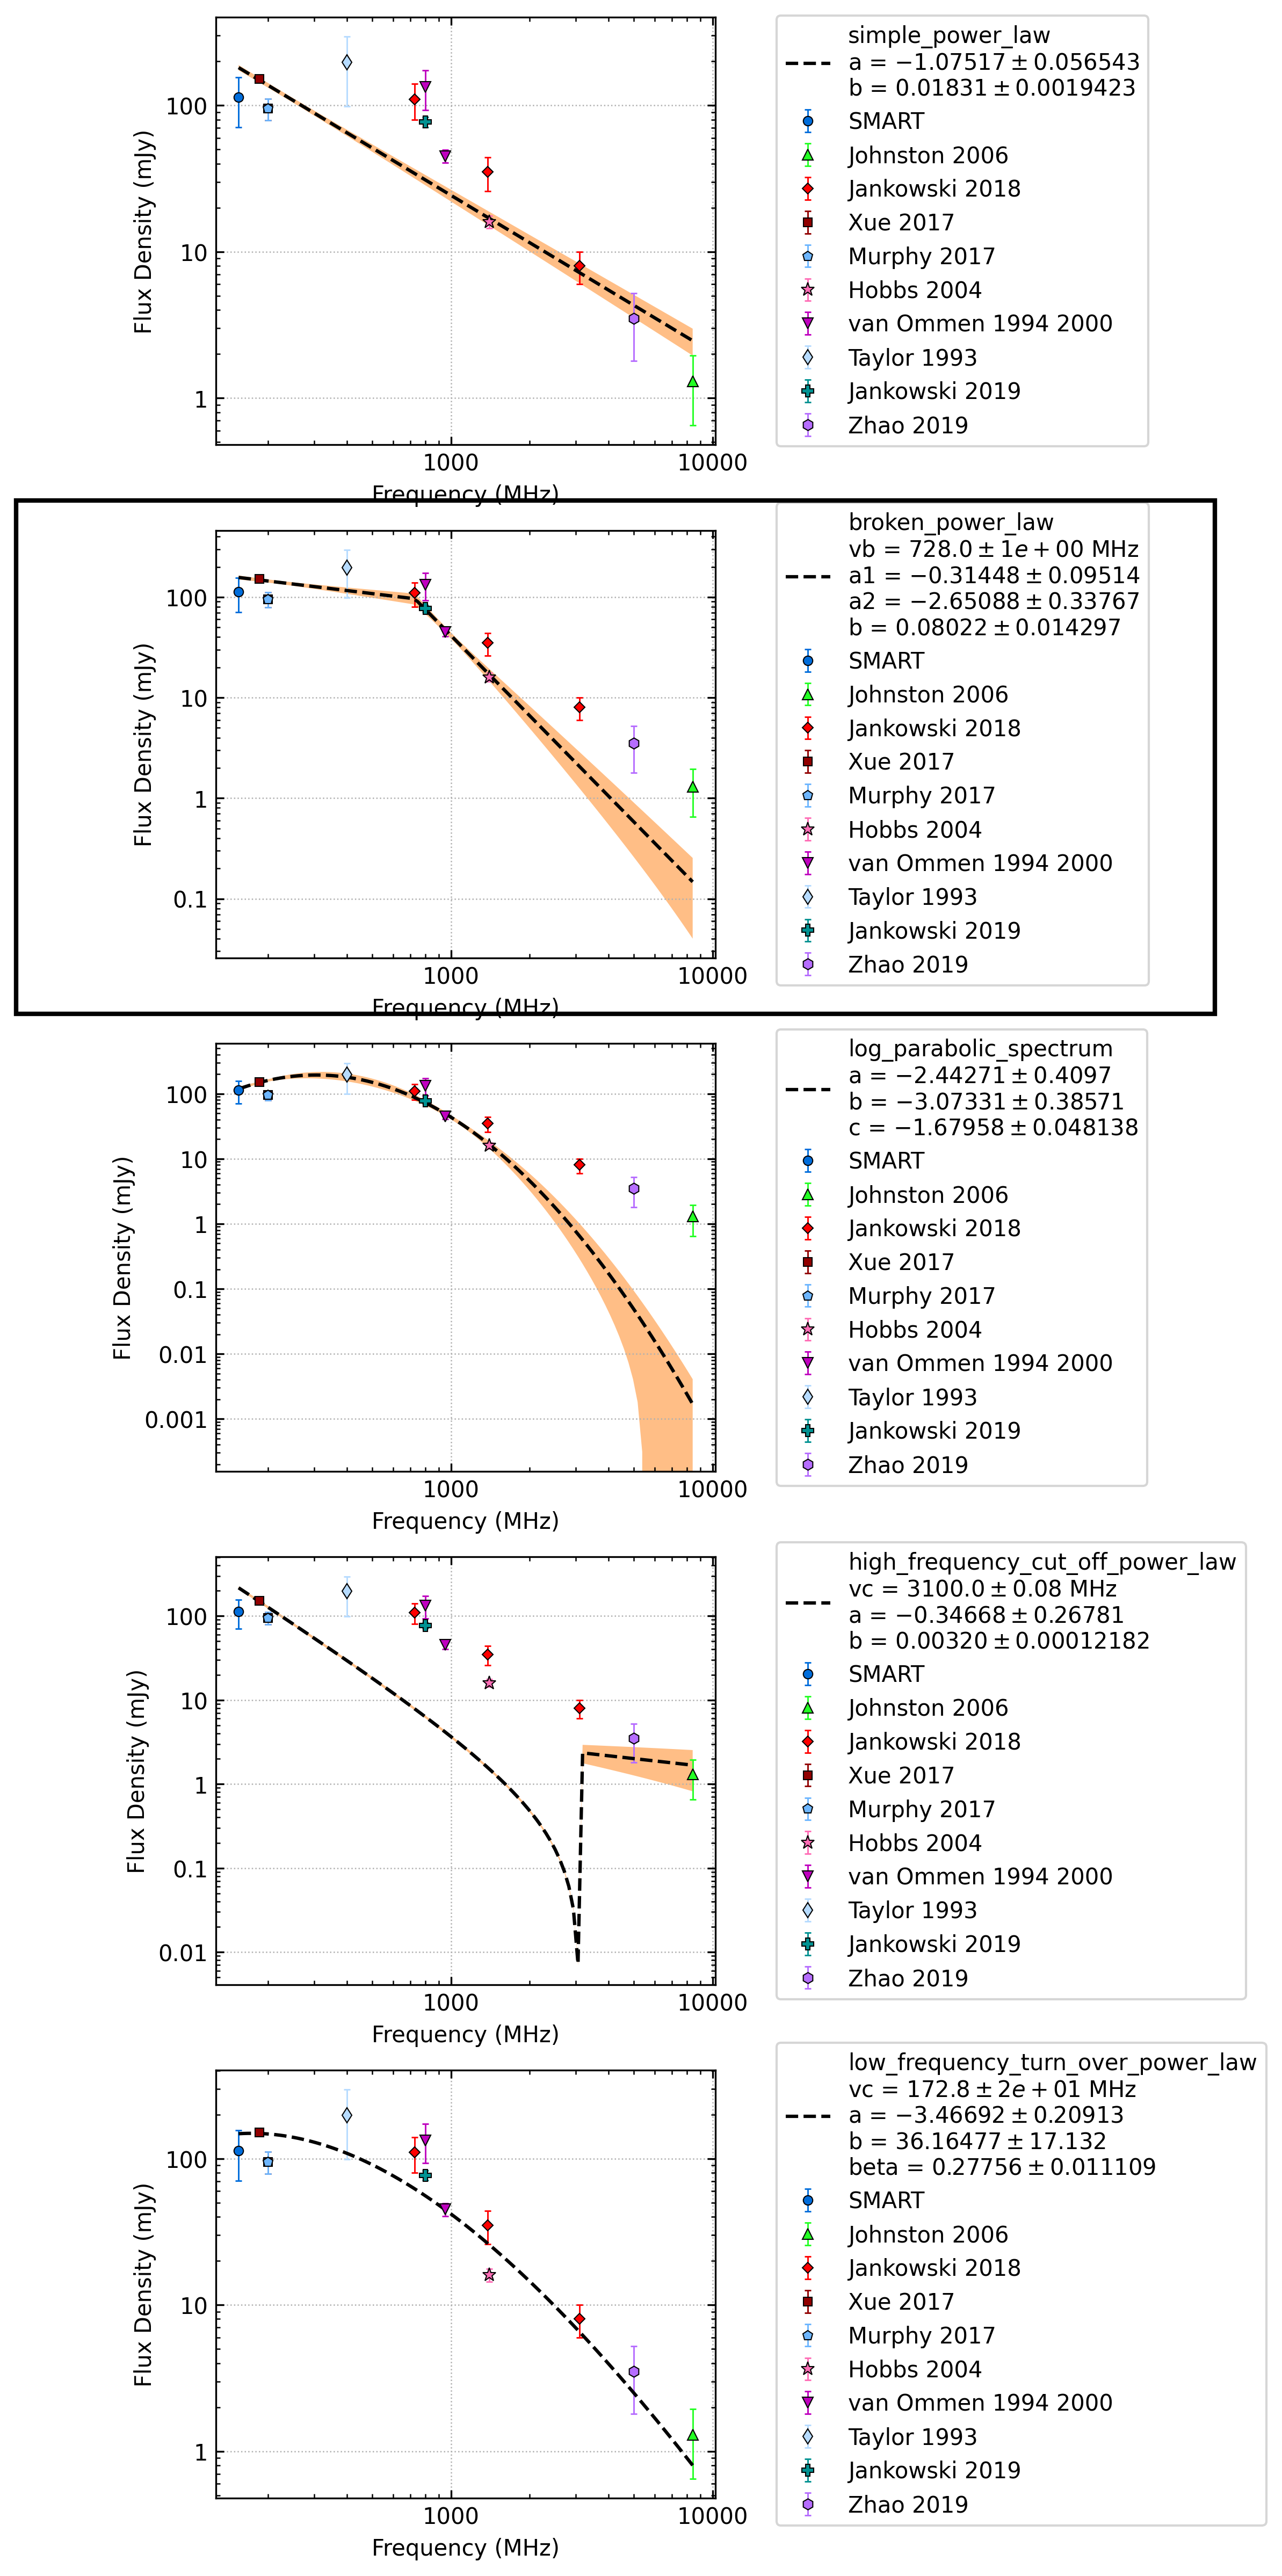 100
10
1
1000
10000
Flux Density (mJy)
Frequency (MHz)
simple_power_law
a = −1.07517 ± 0.056543
b = 0.01831 ± 0.0019423
SMART
Johnston 2006
Jankowski 2018
Xue 2017
Murphy 2017
Hobbs 2004
van Ommen 1994 2000
Taylor 1993
Jankowski 2019
Zhao 2019
100
10
1
0.1
1000
10000
Flux Density (mJy)
Frequency (MHz)
broken_power_law
vb = 728.0 ± 1e + 00 MHz
a1 = −0.31448 ± 0.09514
a2 = −2.65088 ± 0.33767
b = 0.08022 ± 0.014297
SMART
Johnston 2006
Jankowski 2018
Xue 2017
Murphy 2017
Hobbs 2004
van Ommen 1994 2000
Taylor 1993
Jankowski 2019
Zhao 2019
100
10
1
0.1
0.01
0.001
1000
10000
Flux Density (mJy)
Frequency (MHz)
log_parabolic_spectrum
a = −2.44271 ± 0.4097
b = −3.07331 ± 0.38571
c = −1.67958 ± 0.048138
SMART
Johnston 2006
Jankowski 2018
Xue 2017
Murphy 2017
Hobbs 2004
van Ommen 1994 2000
Taylor 1993
Jankowski 2019
Zhao 2019
100
10
1
0.1
0.01
1000
10000
Flux Density (mJy)
Frequency (MHz)
high_frequency_cut_off_power_law
vc = 3100.0 ± 0.08 MHz
a = −0.34668 ± 0.26781
b = 0.00320 ± 0.00012182
SMART
Johnston 2006
Jankowski 2018
Xue 2017
Murphy 2017
Hobbs 2004
van Ommen 1994 2000
Taylor 1993
Jankowski 2019
Zhao 2019
100
10
1
1000
10000
Flux Density (mJy)
Frequency (MHz)
low_frequency_turn_over_power_law
vc = 172.8 ± 2e + 01 MHz
a = −3.46692 ± 0.20913
b = 36.16477 ± 17.132
beta = 0.27756 ± 0.011109
SMART
Johnston 2006
Jankowski 2018
Xue 2017
Murphy 2017
Hobbs 2004
van Ommen 1994 2000
Taylor 1993
Jankowski 2019
Zhao 2019